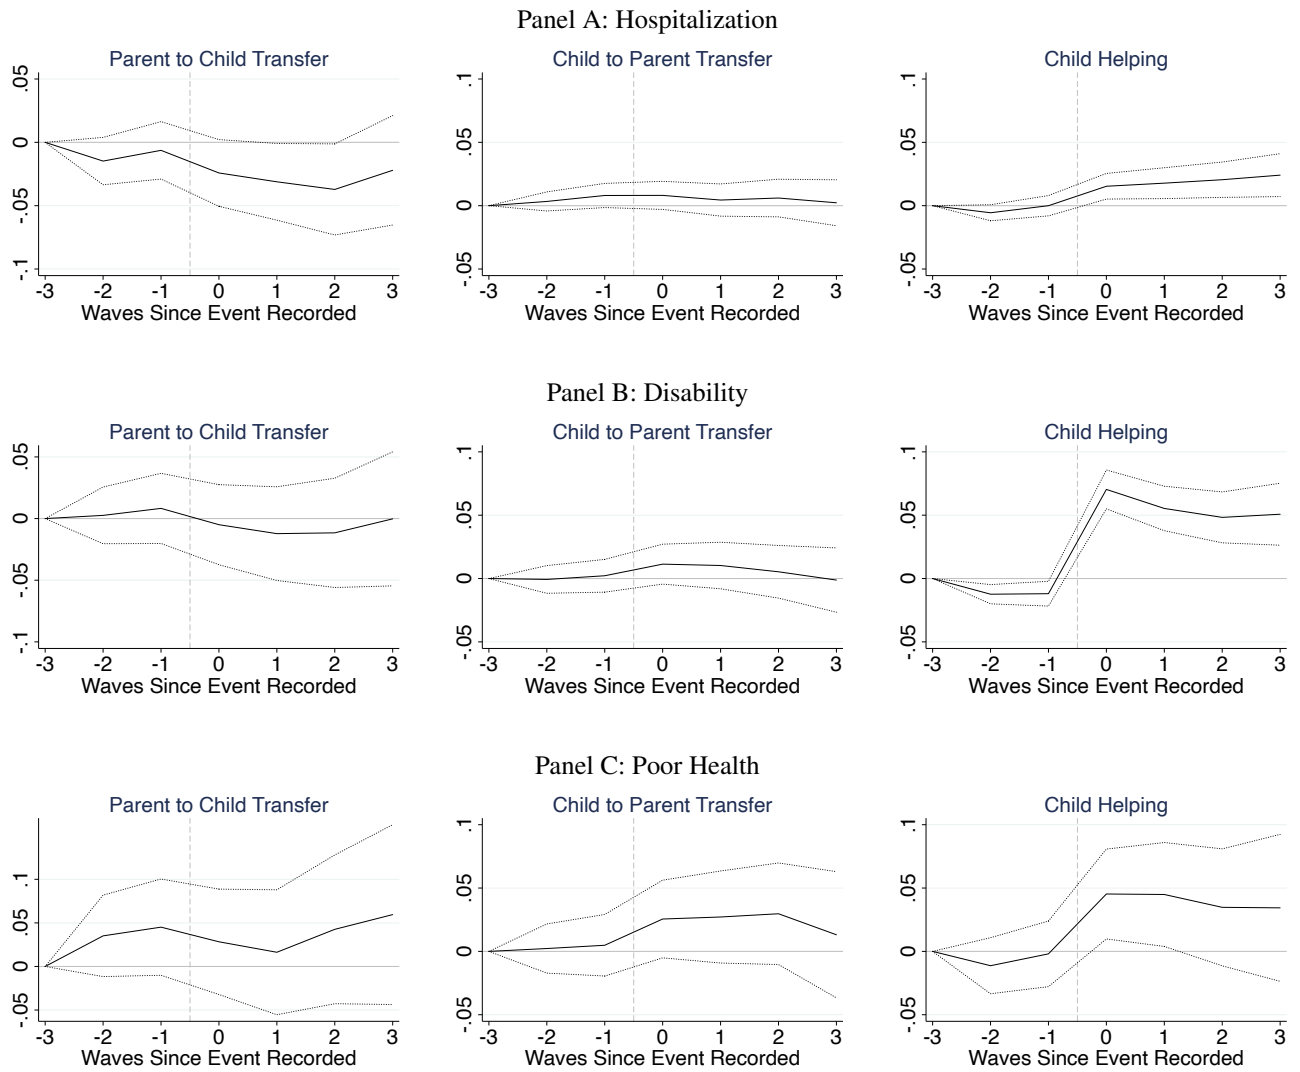 Panel A: Hospitalization
Parent to Child Transfer
.05
0
-.05
-.1
-3 -2 -1 0 1 2 3
Waves Since Event Recorded
Child to Parent Transfer
.1
.05
0
-.05
-3 -2 -1 0 1 2 3
Waves Since Event Recorded
Child Helping
.1
.05
0
-.05
-3 -2 -1 0 1 2 3
Waves Since Event Recorded
Panel B: Disability
Parent to Child Transfer
.05
0
-.05
-.1
-3 -2 -1 0 1 2 3
Waves Since Event Recorded
Child to Parent Transfer
.1
.05
0
-.05
-3 -2 -1 0 1 2 3
Waves Since Event Recorded
Child Helping
.1
.05
0
-.05
-3 -2 -1 0 1 2 3
Waves Since Event Recorded
Panel C: Poor Health
Parent to Child Transfer
.1
.05
0
-.05
-3 -2 -1 0 1 2 3
Waves Since Event Recorded
Child to Parent Transfer
.1
.05
0
-.05
-3 -2 -1 0 1 2 3
Waves Since Event Recorded
Child Helping
.1
.05
0
-.05
-3 -2 -1 0 1 2 3
Waves Since Event Recorded